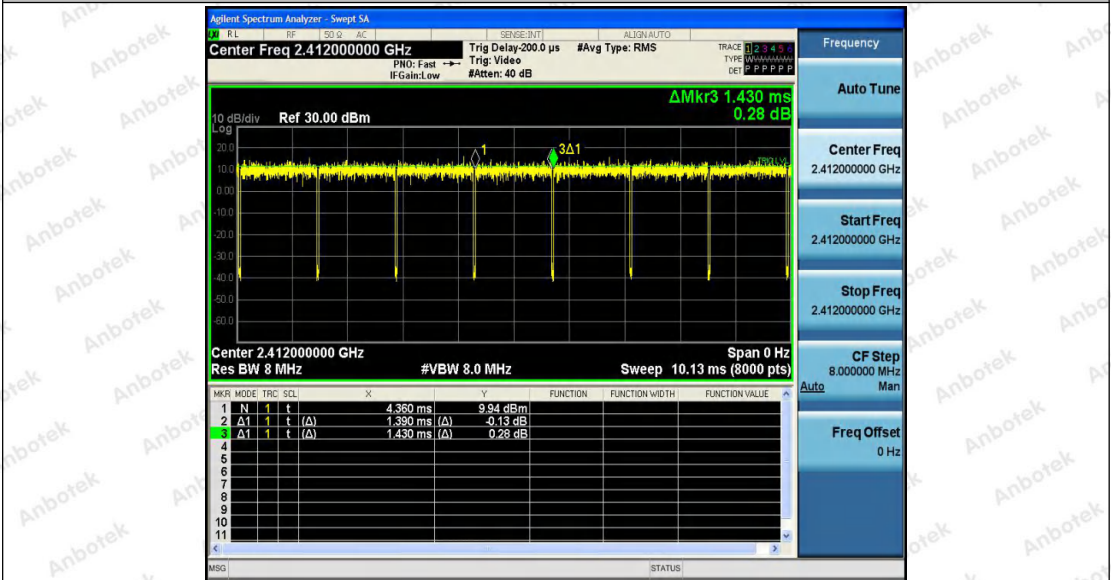 Agilent Spectrum Analyzer - Swept SA
RL RF 50 Ω AC SENSE:INT ALIGN AUTO
Center Freq 2.412000000 GHz
PNO: Fast
IFGain:Low
Trig Delay-200.0 µs
Trig: Video
#Atten: 40 dB
#Avg Type: RMS
TRACE 1 2 3 4 5 6
TYPE
DET P P P P P P
ΔMkr3 1.430 ms
0.28 dB
10 dB/div Ref 30.00 dBm
Log
20.0
10.0
0.00
-10.0
-20.0
-30.0
-40.0
-50.0
-60.0
1
3Δ1
Center 2.412000000 GHz Span 0 Hz
Res BW 8 MHz #VBW 8.0 MHz Sweep 10.13 ms (8000 pts)
MKR MODE TRC SCL X Y FUNCTION FUNCTION WIDTH FUNCTION VALUE
1 N 1 t 4.360 ms 9.94 dBm
2 Δ1 1 t (Δ) 1.390 ms (Δ) -0.13 dB
3 Δ1 1 t (Δ) 1.430 ms (Δ) 0.28 dB
4
5
6
7
8
9
10
11
MSG STATUS
Frequency
Auto Tune
Center Freq
2.412000000 GHz
Start Freq
2.412000000 GHz
Stop Freq
2.412000000 GHz
CF Step
8.000000 MHz
Auto Man
Freq Offset
0 Hz
Anbotek